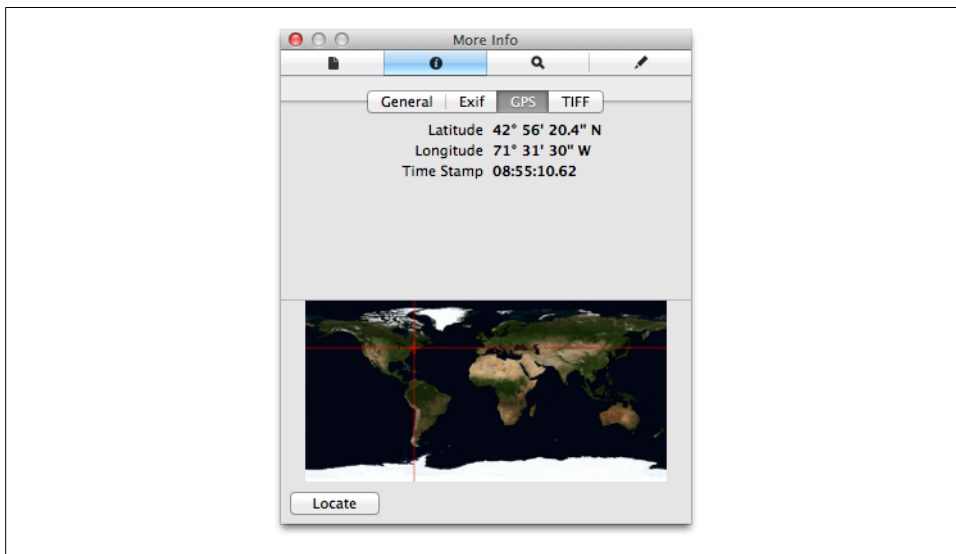 More Info
General Exif GPS TIFF
Latitude 42° 56' 20.4" N
Longitude 71° 31' 30" W
Time Stamp 08:55:10.62
Locate